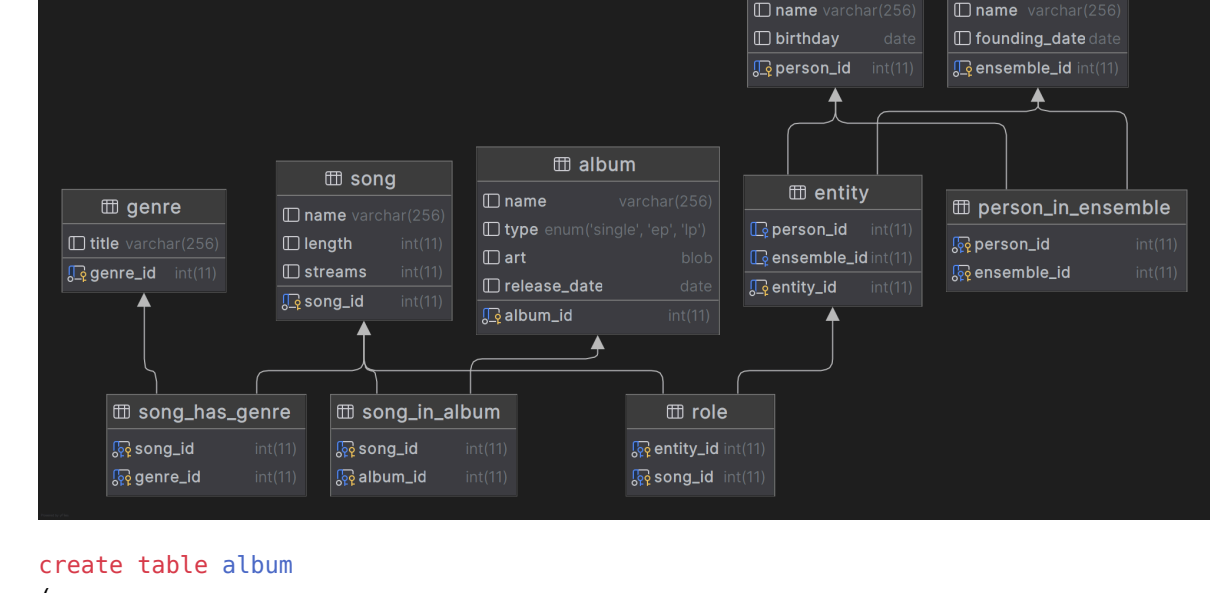 name varchar(256)
birthday date
person_id int(11)
name varchar(256)
founding_date date
ensemble_id int(11)
genre
title varchar(256)
genre_id int(11)
song
name varchar(256)
length int(11)
streams int(11)
song_id int(11)
album
name varchar(256)
type enum('single', 'ep', 'lp')
art blob
release_date date
album_id int(11)
entity
person_id int(11)
ensemble_id int(11)
entity_id int(11)
person_in_ensemble
person_id int(11)
ensemble_id int(11)
song_has_genre
song_id int(11)
genre_id int(11)
song_in_album
song_id int(11)
album_id int(11)
role
entity_id int(11)
song_id int(11)
create table album
(